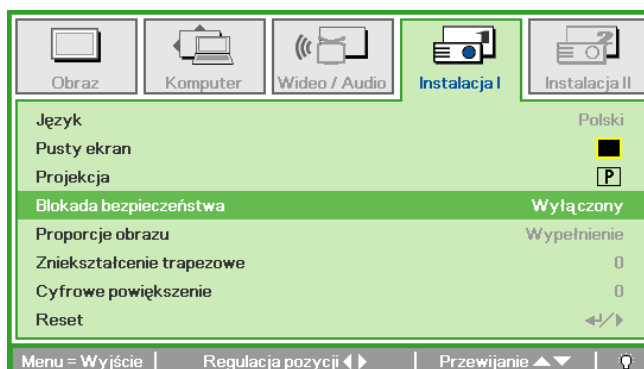 Obraz Komputer Wideo / Audio Instalacja I Instalacja II
Język Polski
Pusty ekran
Projekcja P
Blokada bezpieczeństwa Wyłączony
Proporcje obrazu Wypełnienie
Zniekształcenie trapezowe 0
Cyfrowe powiększenie 0
Reset
Menu = Wyjście | Regulacja pozycji | Przewijanie |